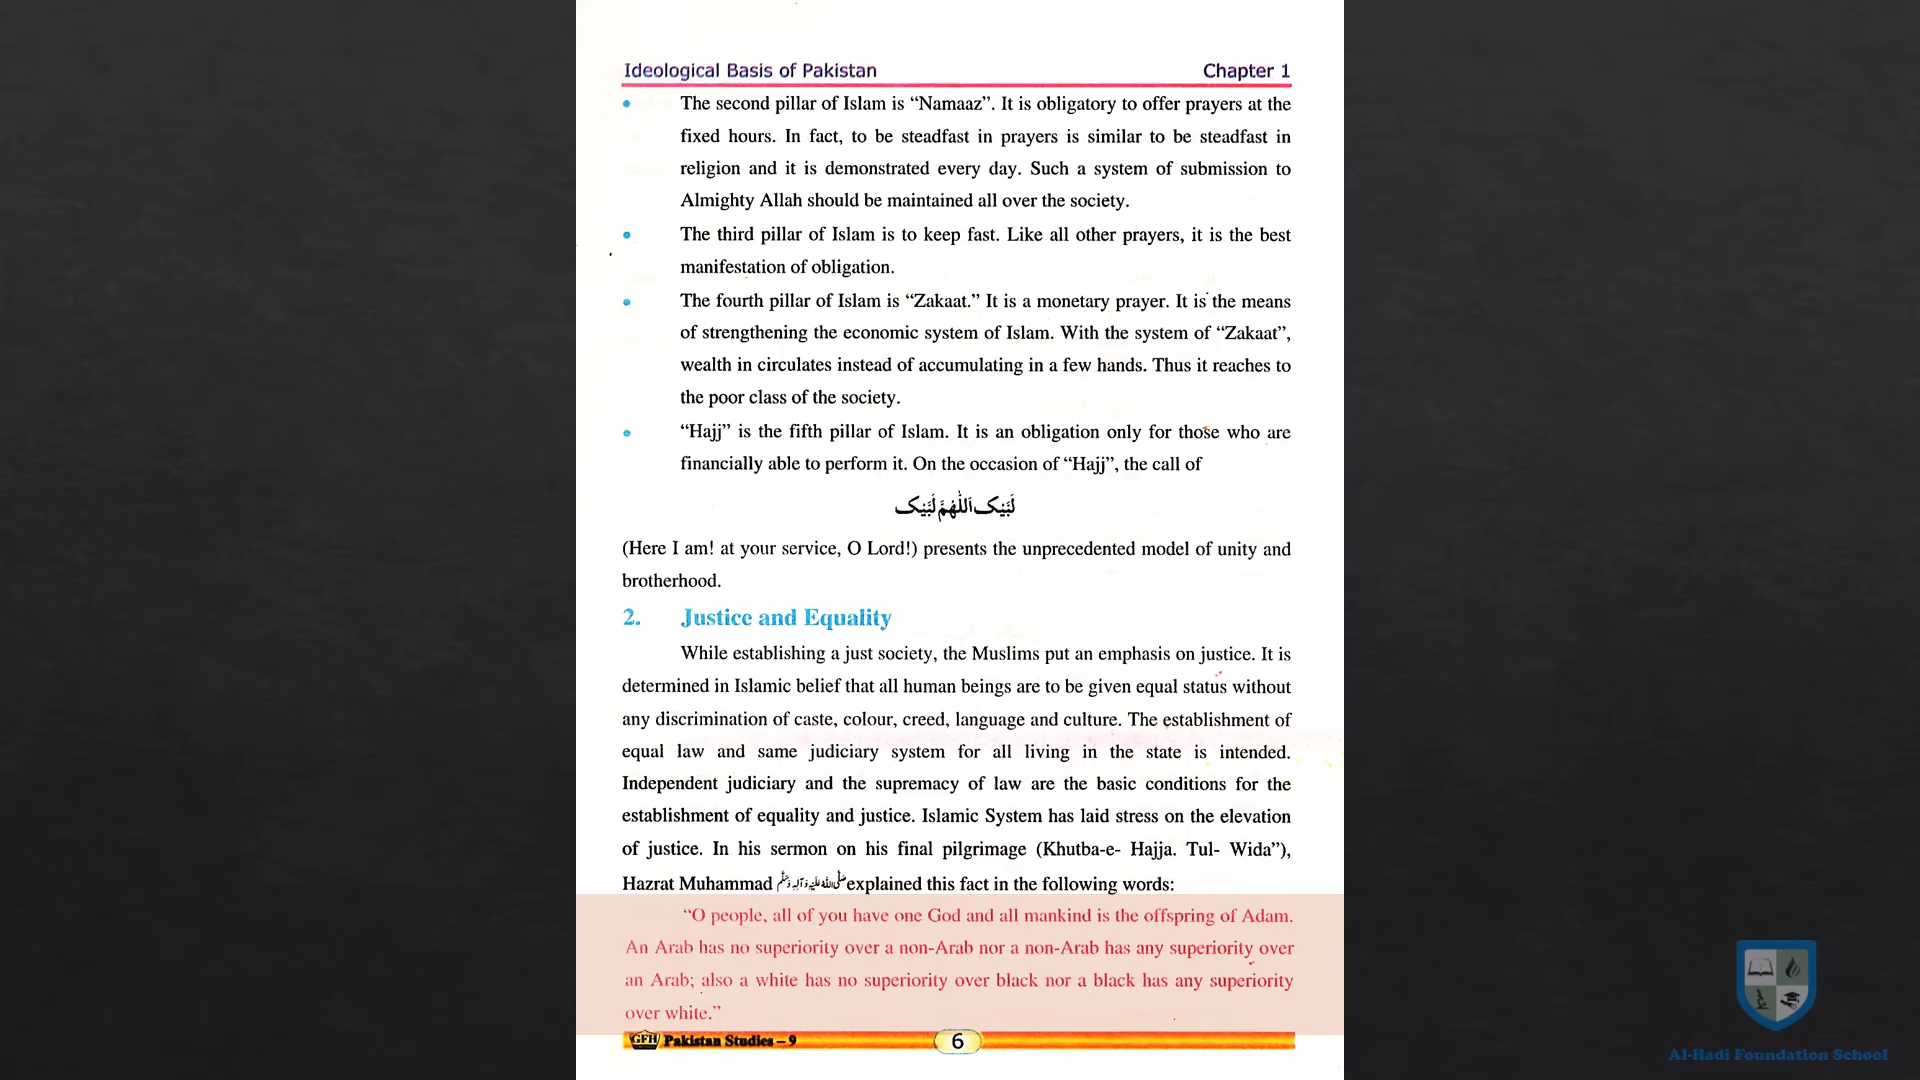 Ideological Basis of Pakistan Chapter 1
• The second pillar of Islam is “Namaaz”. It is obligatory to offer prayers at the
fixed hours. In fact, to be steadfast in prayers is similar to be steadfast in
religion and it is demonstrated every day. Such a system of submission to
Almighty Allah should be maintained all over the society.
• The third pillar of Islam is to keep fast. Like all other prayers, it is the best
manifestation of obligation.
• The fourth pillar of Islam is “Zakaat.” It is a monetary prayer. It is the means
of strengthening the economic system of Islam. With the system of “Zakaat”,
wealth in circulates instead of accumulating in a few hands. Thus it reaches to
the poor class of the society.
• “Hajj” is the fifth pillar of Islam. It is an obligation only for those who are
financially able to perform it. On the occasion of “Hajj”, the call of
لَبَّیْک اَللّٰھُمَّ لَبَّیْک
(Here I am! at your service, O Lord!) presents the unprecedented model of unity and
brotherhood.
2. Justice and Equality
While establishing a just society, the Muslims put an emphasis on justice. It is
determined in Islamic belief that all human beings are to be given equal status without
any discrimination of caste, colour, creed, language and culture. The establishment of
equal law and same judiciary system for all living in the state is intended.
Independent judiciary and the supremacy of law are the basic conditions for the
establishment of equality and justice. Islamic System has laid stress on the elevation
of justice. In his sermon on his final pilgrimage (Khutba-e- Hajja. Tul- Wida”),
Hazrat Muhammad صَلَّی اللّٰہُ عَلَیْہِ وَآلِہٖ وَسَلَّم explained this fact in the following words:
“O people, all of you have one God and all mankind is the offspring of Adam.
An Arab has no superiority over a non-Arab nor a non-Arab has any superiority over
an Arab; also a white has no superiority over black nor a black has any superiority
over white.”
GFH Pakistan Studies – 9 6
Al-Hadi Foundation School